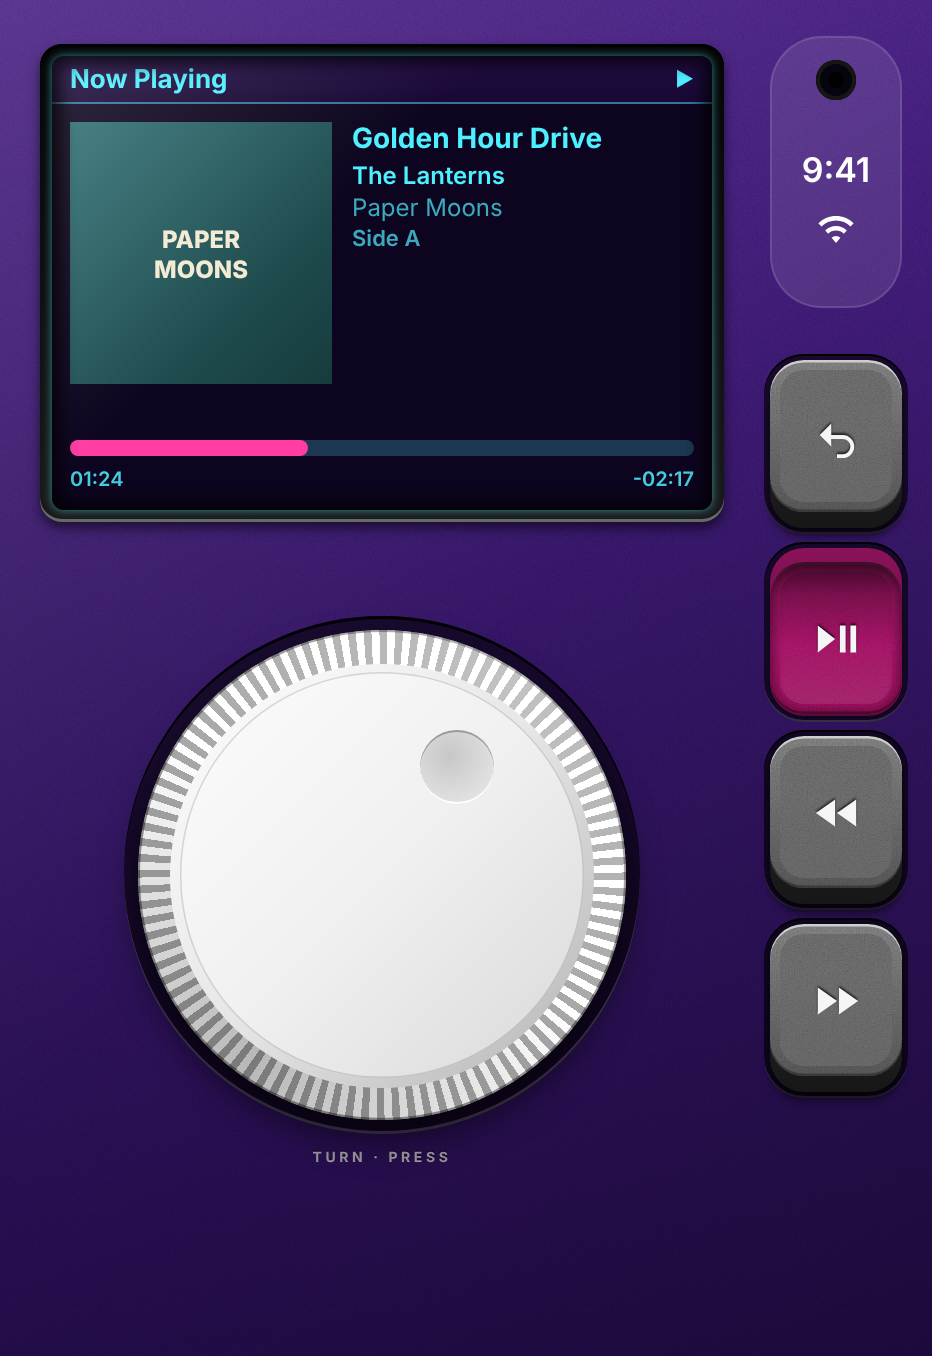 Now Playing
PAPER
MOONS
Golden Hour Drive
The Lanterns
Paper Moons
Side A
01:24
-02:17
9:41
TURN · PRESS